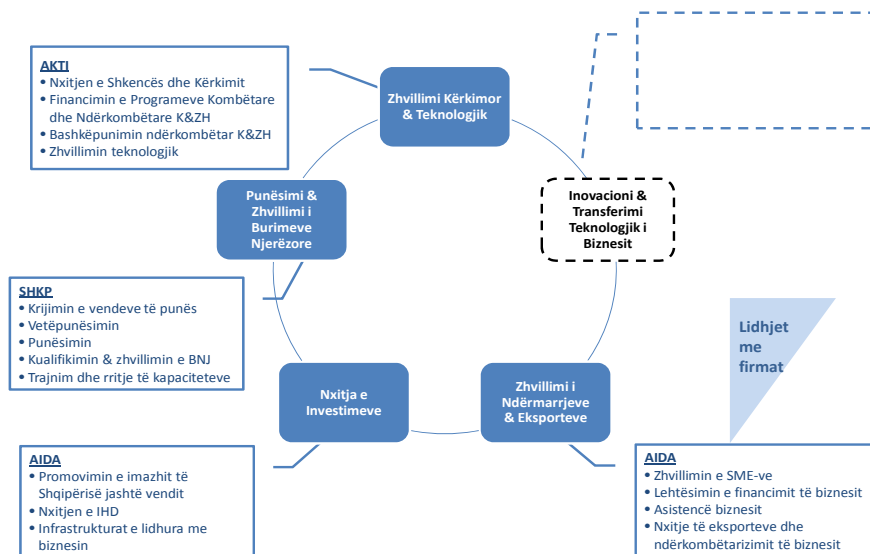 AKTI
• Nxitjen e Shkencës dhe Kërkimit
• Financimin e Programeve Kombëtare
dhe Ndërkombëtare K&ZH
• Bashkëpunimin ndërkombëtar K&ZH
• Zhvillimin teknologjik
Zhvillimi Kërkimor
& Teknologjik
Punësimi &
Zhvillimi i
Burimeve
Njerëzore
Inovacioni &
Transferimi
Teknologjik i
Biznesit
SHKP
• Krijimin e vendeve të punës
• Vetëpunësimin
• Punësimin
• Kualifikimin & zhvillimin e BNJ
• Trajnim dhe rritje të kapaciteteve
Lidhjet
me
firmat
Nxitja e
Investimeve
Zhvillimi i
Ndërmarrjeve
& Eksporteve
AIDA
• Promovimin e imazhit të
Shqipërisë jashtë vendit
• Nxitjen e IHD
• Infrastrukturat e lidhura me
biznesin
AIDA
• Zhvillimin e SME-ve
• Lehtësimin e financimit të biznesit
• Asistencë biznesit
• Nxitje të eksporteve dhe
ndërkombëtarizimit të biznesit